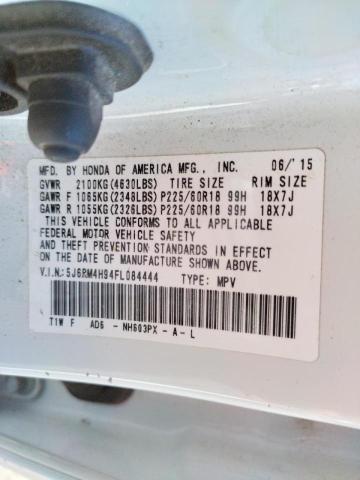 MFD. BY HONDA OF AMERICA MFG., INC. 06/'15
GVWR 2100KG(4630LBS) TIRE SIZE RIM SIZE
GAWR F 1065KG(2348LBS)P225/60R18 99H 18X7J
GAWR R 1055KG(2326LBS)P225/60R18 99H 18X7J
THIS VEHICLE CONFORMS TO ALL APPLICABLE
FEDERAL MOTOR VEHICLE SAFETY
AND THEFT PREVENTION STANDARDS IN EFFECT
ON THE DATE OF MANUFACTURE SHOWN ABOVE.
V.I.N:5J6RM4H94FL084444 TYPE: MPV
T1W F AD6 - NH603PX - A - L